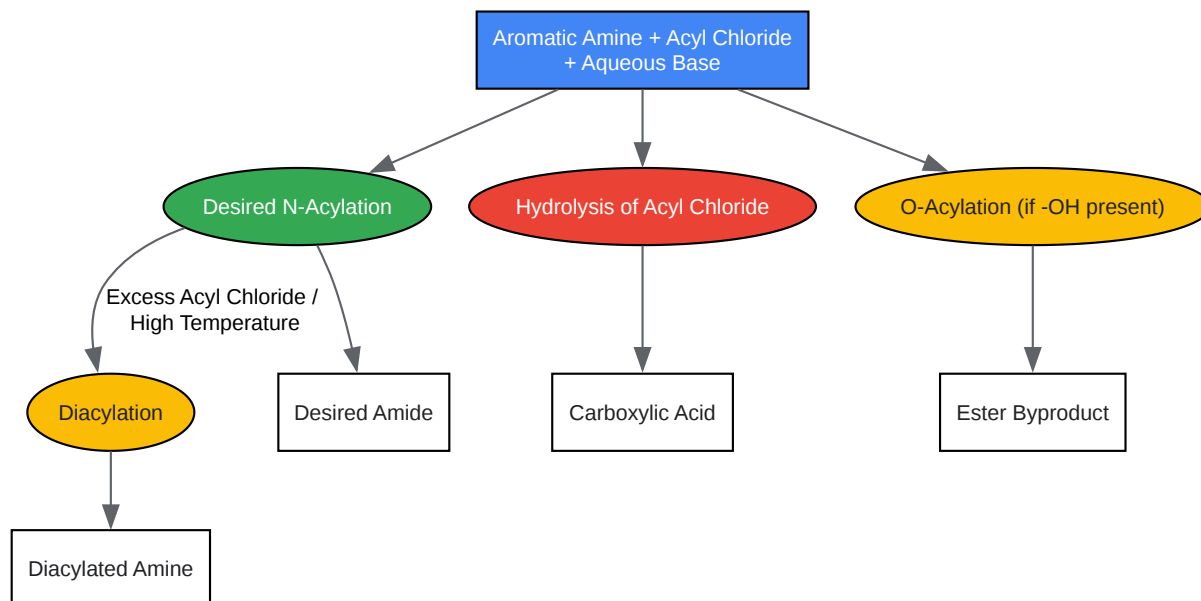 Aromatic Amine + Acyl Chloride
+ Aqueous Base
Desired N-Acylation
Hydrolysis of Acyl Chloride
O-Acylation (if -OH present)
Excess Acyl Chloride /
High Temperature
Diacylation
Desired Amide
Carboxylic Acid
Ester Byproduct
Diacylated Amine